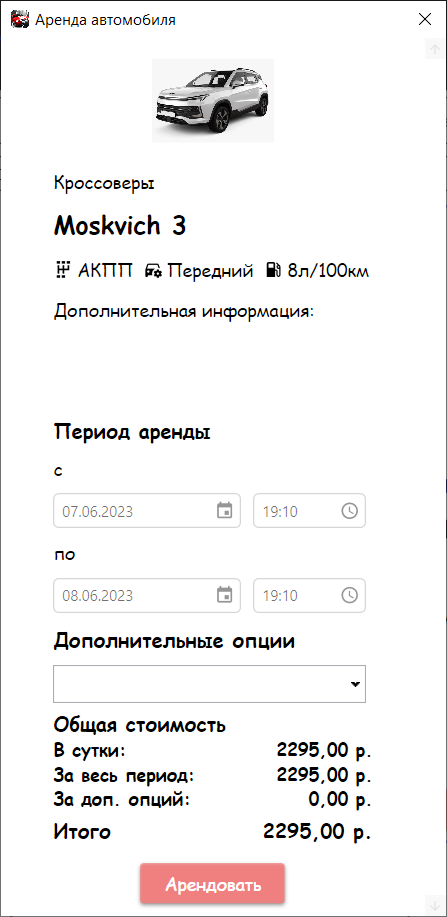 Аренда автомобиля
Кроссоверы
Moskvich 3
АКПП Передний 8л/100км
Дополнительная информация:
Период аренды
с
07.06.2023 19:10
по
08.06.2023 19:10
Дополнительные опции
Общая стоимость
В сутки: 2295,00 р.
За весь период: 2295,00 р.
За доп. опций: 0,00 р.
Итого 2295,00 р.
Арендовать